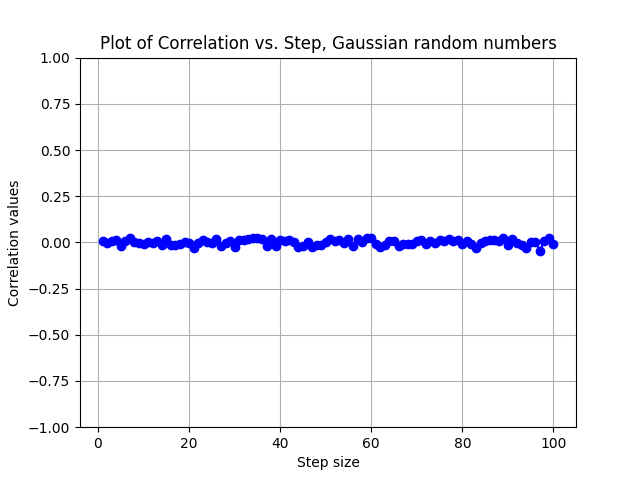 Plot of Correlation vs. Step, Gaussian random numbers
1.00
0.75
0.50
0.25
0.00
−0.25
−0.50
−0.75
−1.00
Correlation values
0 20 40 60 80 100
Step size